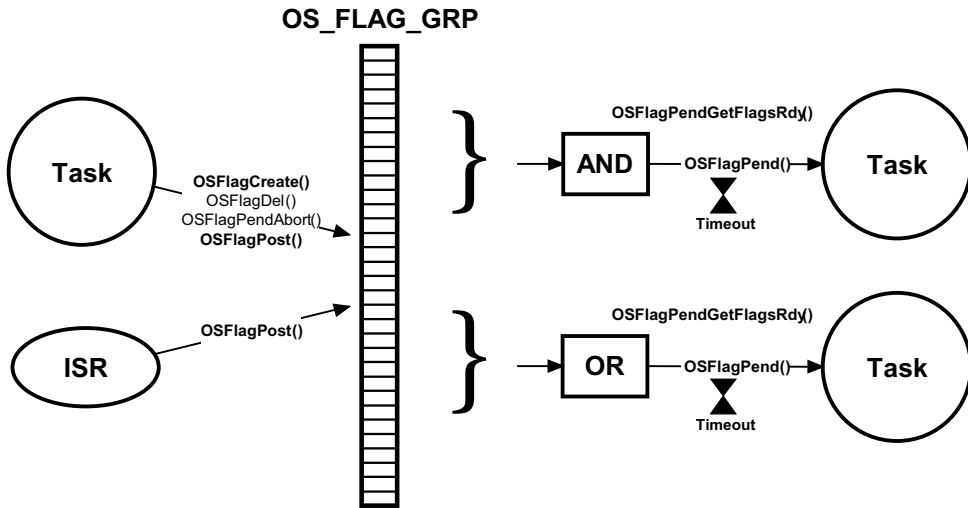 OS_FLAG_GRP
Task
OSFlagCreate()
OSFlagDel()
OSFlagPendAbort()
OSFlagPost()
ISR
OSFlagPost()
OSFlagPendGetFlagsRdy()
AND
OSFlagPend()
Timeout
Task
OSFlagPendGetFlagsRdy()
OR
OSFlagPend()
Timeout
Task